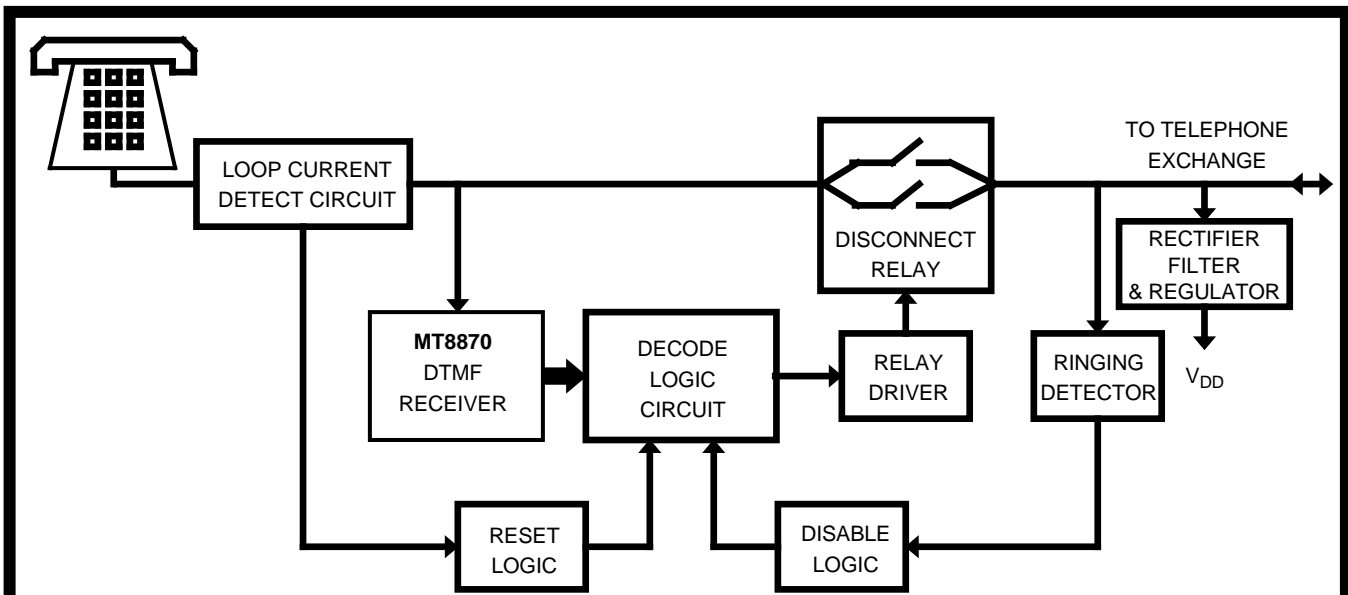 TO TELEPHONE
EXCHANGE
LOOP CURRENT
DETECT CIRCUIT
DISCONNECT
RELAY
RECTIFIER
FILTER
& REGULATOR
MT8870
DTMF
RECEIVER
DECODE
LOGIC
CIRCUIT
RELAY
DRIVER
RINGING
DETECTOR
VDD
RESET
LOGIC
DISABLE
LOGIC